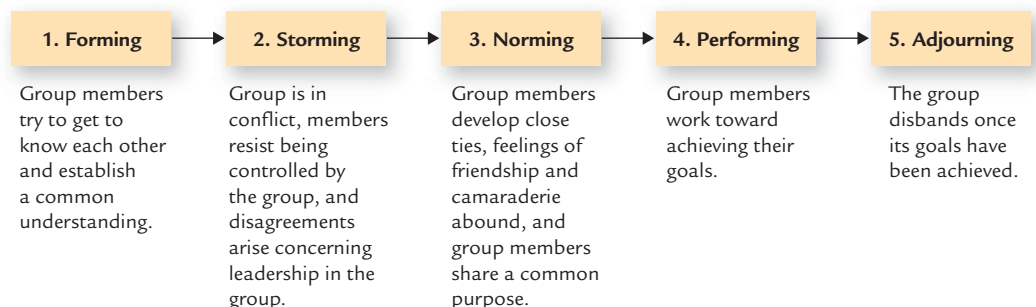 1. Forming
2. Storming
3. Norming
4. Performing
5. Adjourning
Group members
try to get to
know each other
and establish
a common
understanding.
Group is in
conflict, members
resist being
controlled by
the group, and
disagreements
arise concerning
leadership in the
group.
Group members
develop close
ties, feelings of
friendship and
camaraderie
abound, and
group members
share a common
purpose.
Group members
work toward
achieving their
goals.
The group
disbands once
its goals have
been achieved.